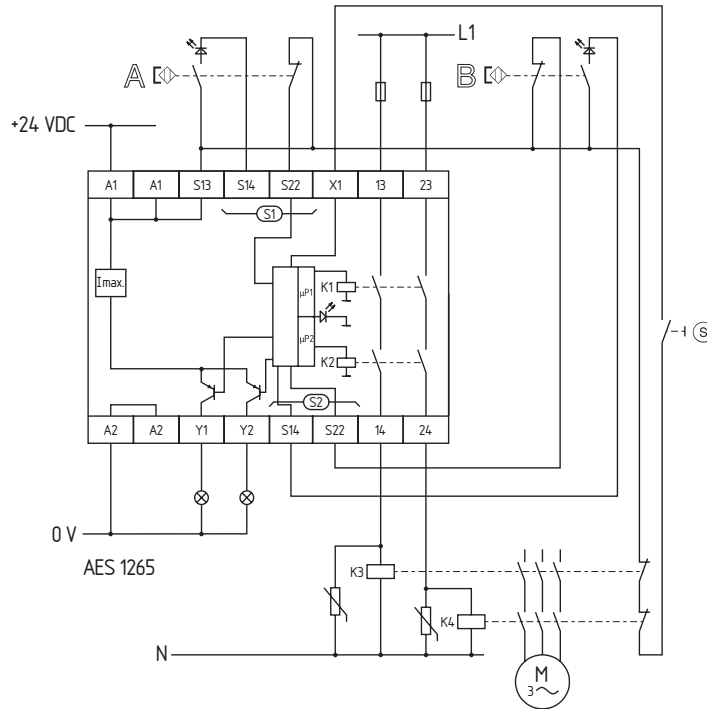 L1
A
B
+24 VDC
A1 A1 S13 S14 S22 X1 13 23
S1
Imax.
µP1
K1
S
µP2
K2
S2
A2 A2 Y1 Y2 S14 S22 14 24
0 V
AES 1265
K3
K4
N
M
3